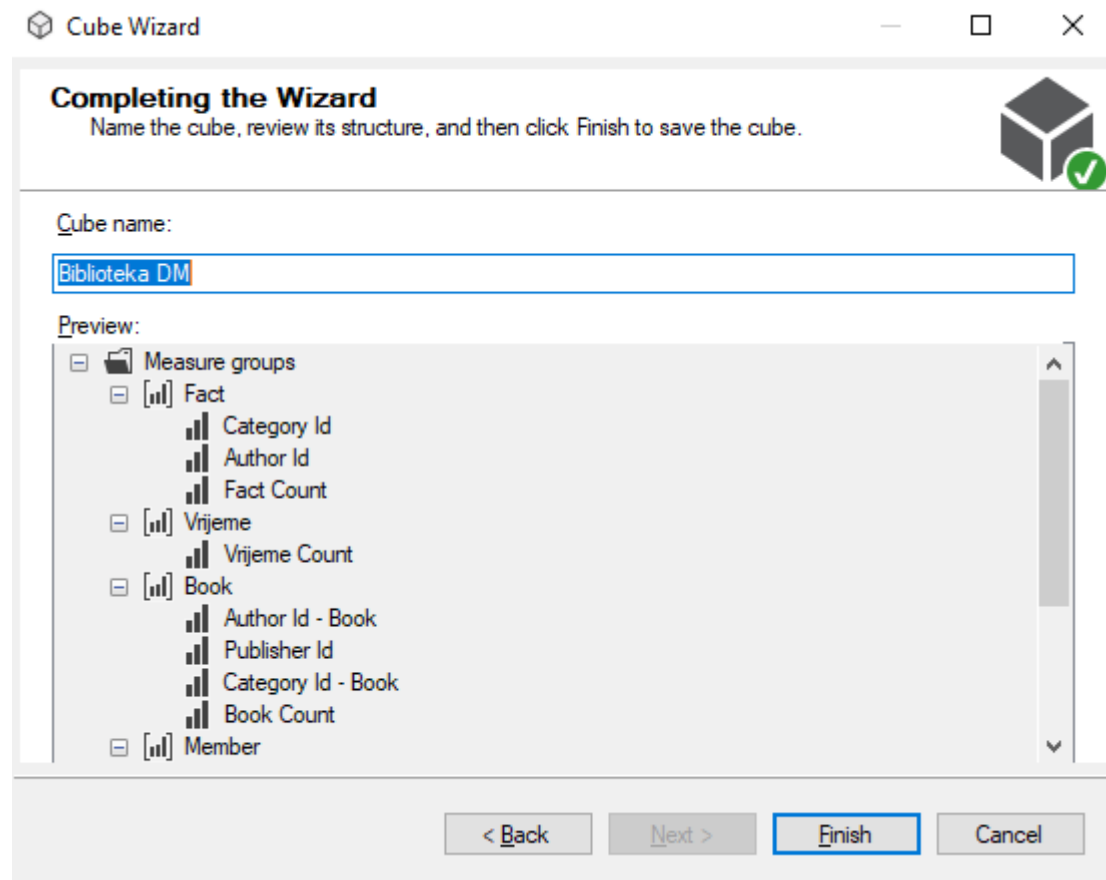 Cube Wizard
Completing the Wizard
Name the cube, review its structure, and then click Finish to save the cube.
Cube name:
Biblioteka DM
Preview:
Measure groups
Fact
Category Id
Author Id
Fact Count
Vrijeme
Vrijeme Count
Book
Author Id - Book
Publisher Id
Category Id - Book
Book Count
Member
< Back
Next >
Finish
Cancel